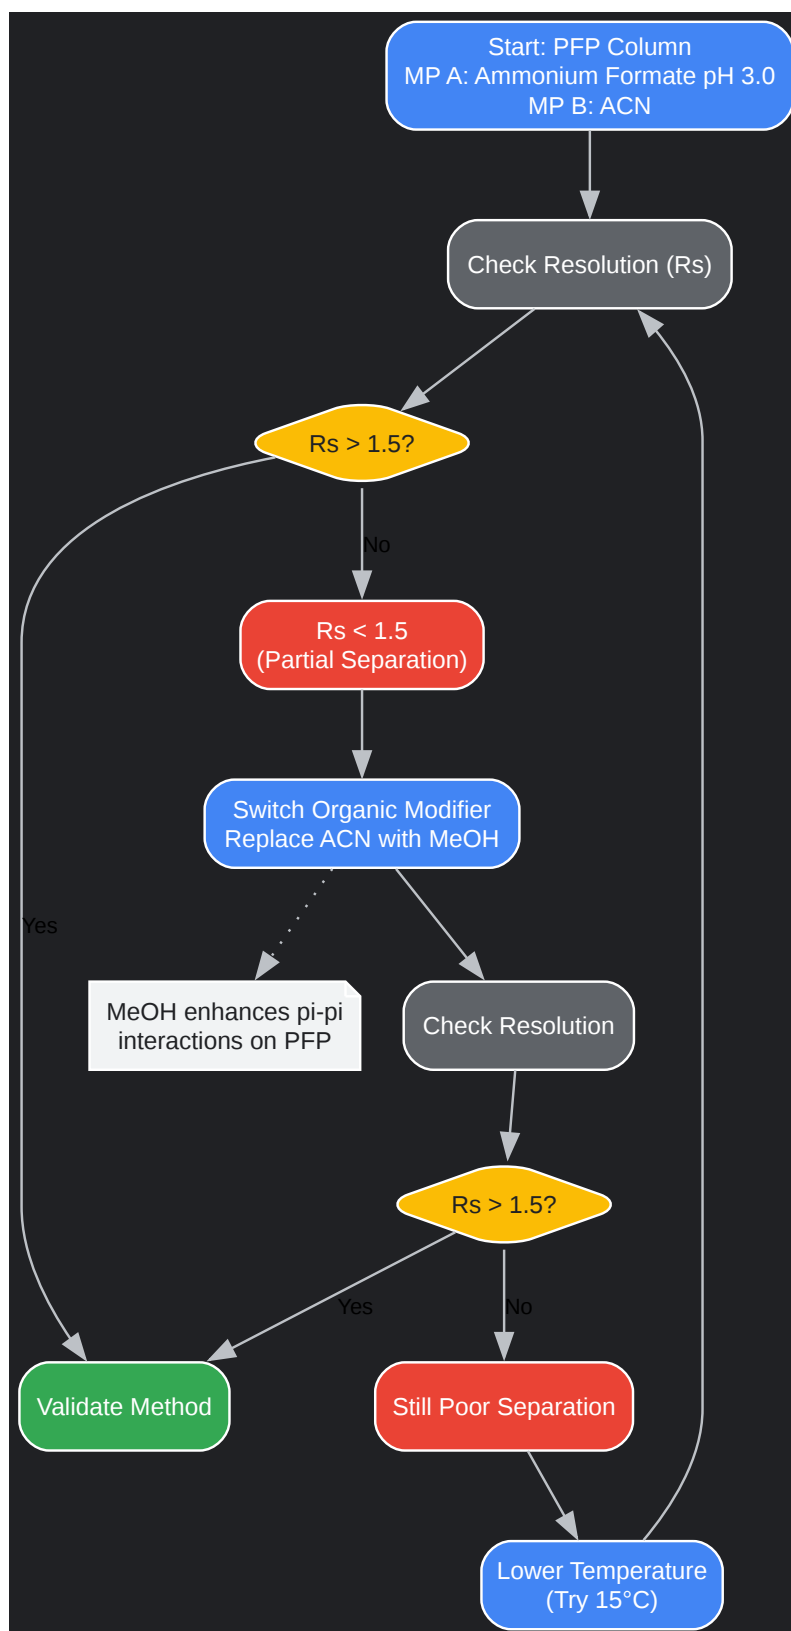 Start: PFP Column
MP A: Ammonium Formate pH 3.0
MP B: ACN
Check Resolution (Rs)
Rs > 1.5?
No
Rs < 1.5
(Partial Separation)
Switch Organic Modifier
Replace ACN with MeOH
Yes
MeOH enhances pi-pi
interactions on PFP
Check Resolution
Rs > 1.5?
Yes
No
Validate Method
Still Poor Separation
Lower Temperature
(Try 15°C)